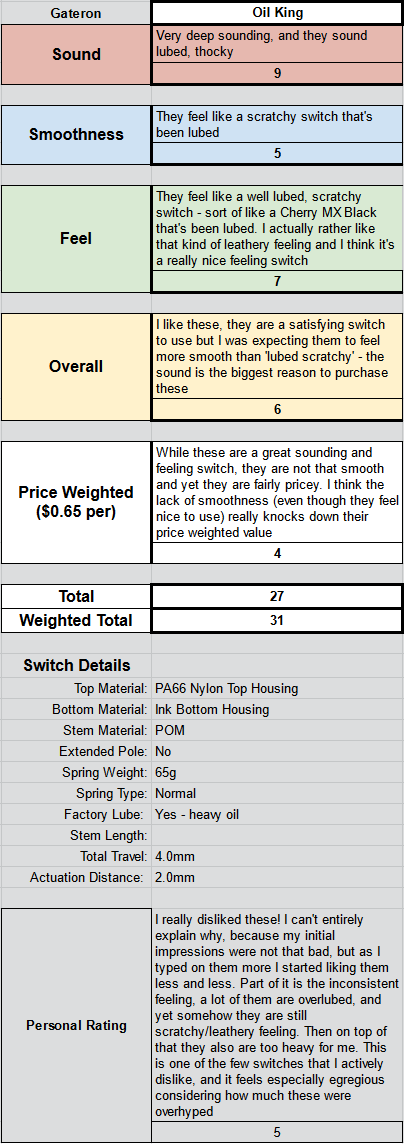 Gateron Oil King
Sound
Very deep sounding, and they sound
lubed, thocky
9
Smoothness
They feel like a scratchy switch that's
been lubed
5
Feel
They feel like a well lubed, scratchy
switch - sort of like a Cherry MX Black
that's been lubed. I actually rather like
that kind of leathery feeling and I think it's
a really nice feeling switch
7
Overall
I like these, they are a satisfying switch
to use but I was expecting them to feel
more smooth than 'lubed scratchy' - the
sound is the biggest reason to purchase
these
6
Price Weighted
($0.65 per)
While these are a great sounding and
feeling switch, they are not that smooth
and yet they are fairly pricey. I think the
lack of smoothness (even though they feel
nice to use) really knocks down their
price weighted value
4
Total 27
Weighted Total 31
Switch Details
Top Material: PA66 Nylon Top Housing
Bottom Material: Ink Bottom Housing
Stem Material: POM
Extended Pole: No
Spring Weight: 65g
Spring Type: Normal
Factory Lube: Yes - heavy oil
Stem Length:
Total Travel: 4.0mm
Actuation Distance: 2.0mm
Personal Rating
I really disliked these! I can't entirely
explain why, because my initial
impressions were not that bad, but as I
typed on them more I started liking them
less and less. Part of it is the inconsistent
feeling, a lot of them are overlubed, and
yet somehow they are still
scratchy/leathery feeling. Then on top of
that they also are too heavy for me. This
is one of the few switches that I actively
dislike, and it feels especially egregious
considering how much these were
overhyped
5